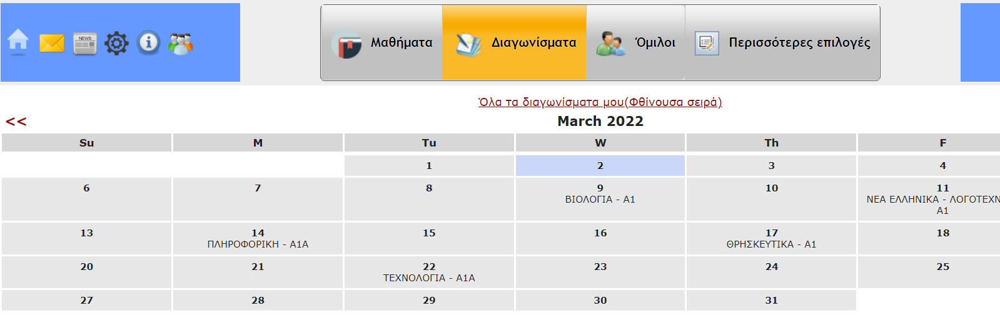 NEWS
Μαθήματα
Διαγωνίσματα
Όμιλοι
Περισσότερες επιλογές
Όλα τα διαγωνίσματα μου(Φθίνουσα σειρά)
<< March 2022
Su M Tu W Th F
1 2 3 4
6 7 8 9 10 11
ΒΙΟΛΟΓΙΑ - Α1 ΝΕΑ ΕΛΛΗΝΙΚΑ - ΛΟΓΟΤΕΧΝ
Α1
13 14 15 16 17 18
ΠΛΗΡΟΦΟΡΙΚΗ - Α1Α ΘΡΗΣΚΕΥΤΙΚΑ - Α1
20 21 22 23 24 25
ΤΕΧΝΟΛΟΓΙΑ - Α1Α
27 28 29 30 31